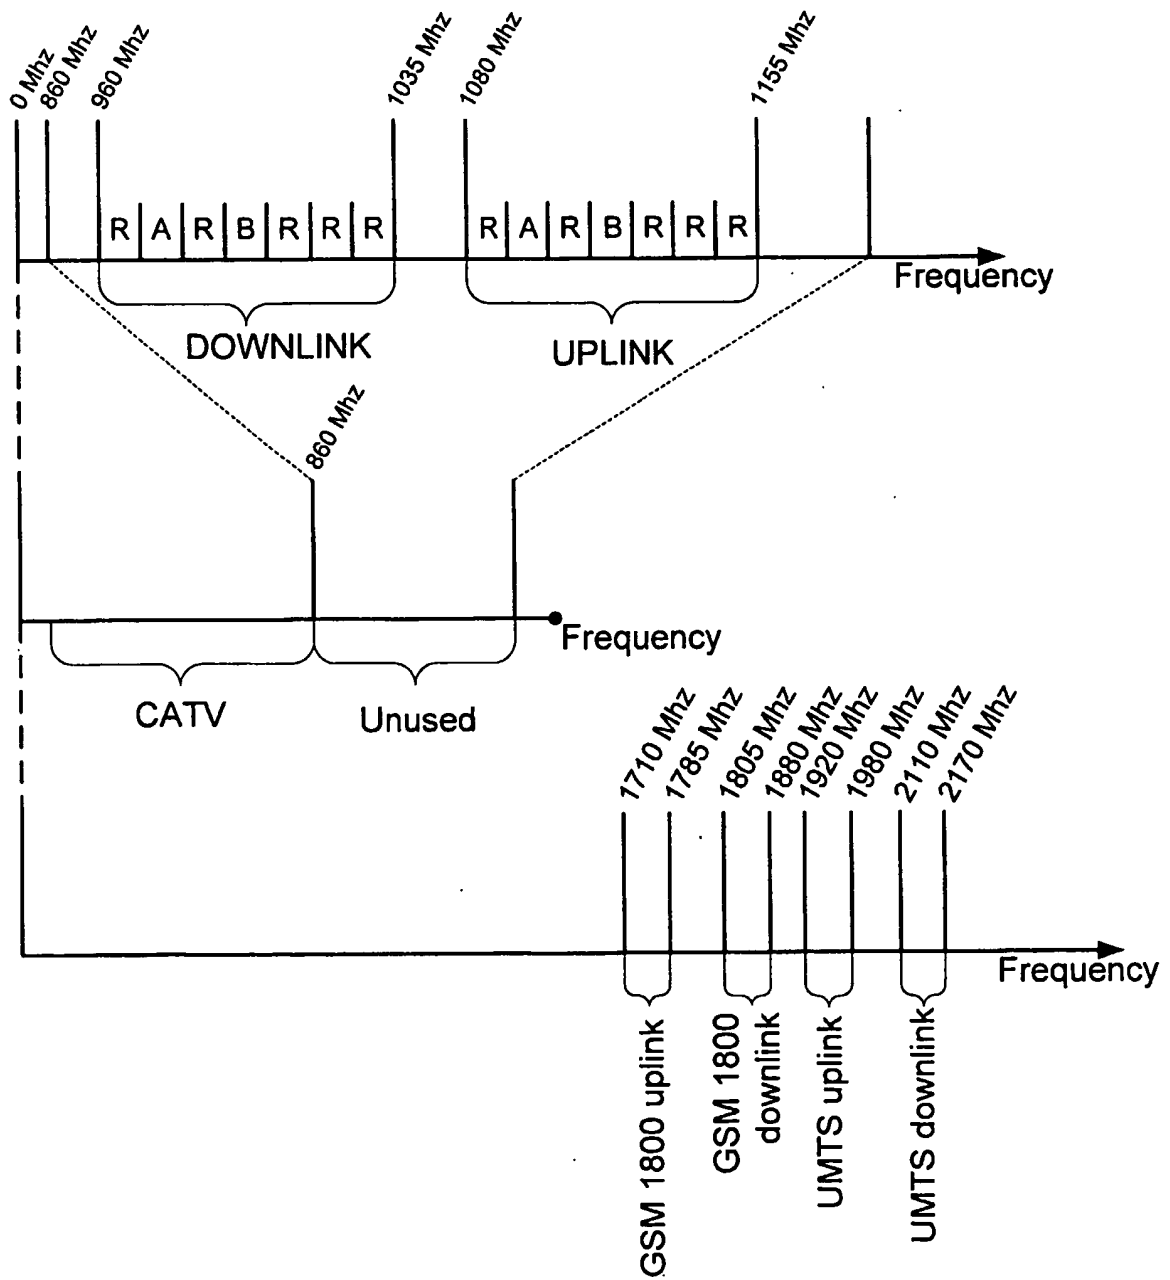 0 Mhz
860 Mhz
960 Mhz
1035 Mhz
1080 Mhz
1155 Mhz
R A R B R R R
R A R B R R R
Frequency
DOWNLINK
UPLINK
860 Mhz
Frequency
CATV
Unused
1710 Mhz
1785 Mhz
1805 Mhz
1880 Mhz
1920 Mhz
1980 Mhz
2110 Mhz
2170 Mhz
Frequency
GSM 1800 uplink
GSM 1800
downlink
UMTS uplink
UMTS downlink